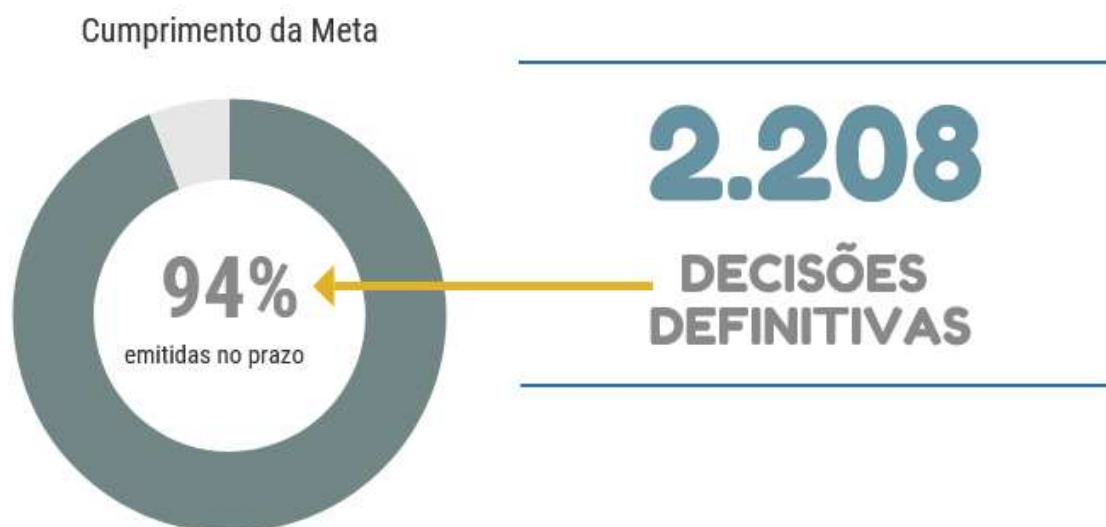 Cumprimento da Meta
94%
emitidas no prazo
2.208
DECISÕES
DEFINITIVAS